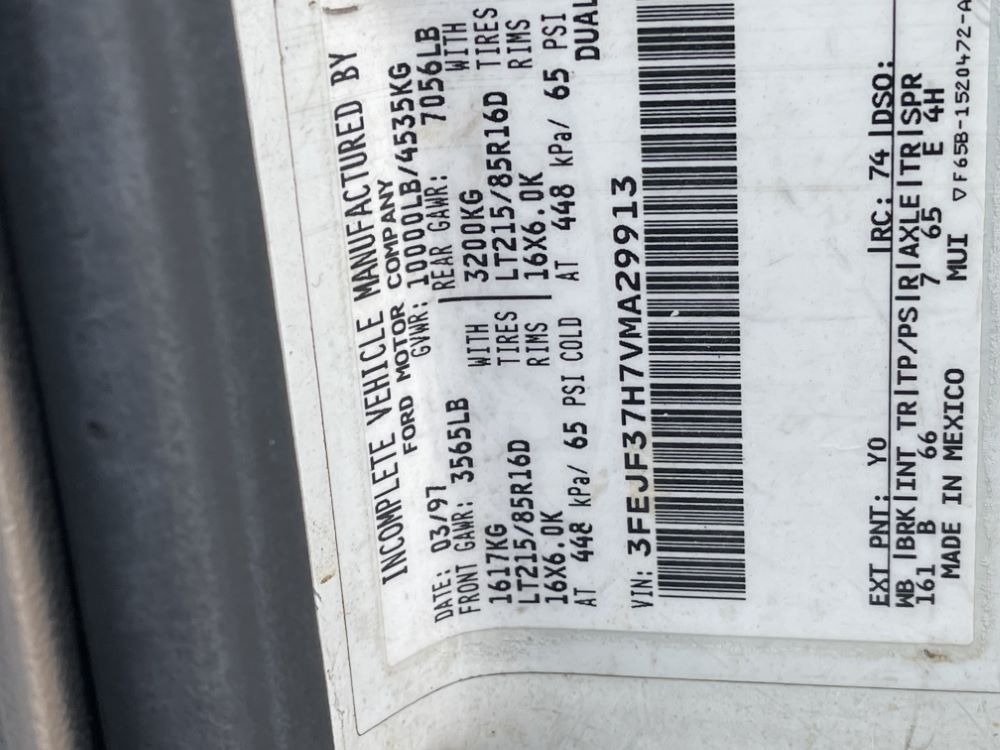 INCOMPLETE VEHICLE MANUFACTURED BY
FORD MOTOR COMPANY
DATE: 03/97 GVWR: 10000LB/4535KG
FRONT GAWR: 3565LB REAR GAWR: 7056LB
1617KG WITH 3200KG WITH
LT215/85R16D TIRES LT215/85R16D TIRES
16X6.0K RIMS 16X6.0K RIMS
AT 448 kPa/ 65 PSI COLD AT 448 kPa/ 65 PSI
DUAL
VIN: 3FEJF37H7VMA29913
EXT PNT: YO RC: 74 DSO:
WB BRK INT TR TP/PS R AXLE TR SPR
161 B 66 7 65 E 4H
MADE IN MEXICO MUI
▽F65B-1520472-A